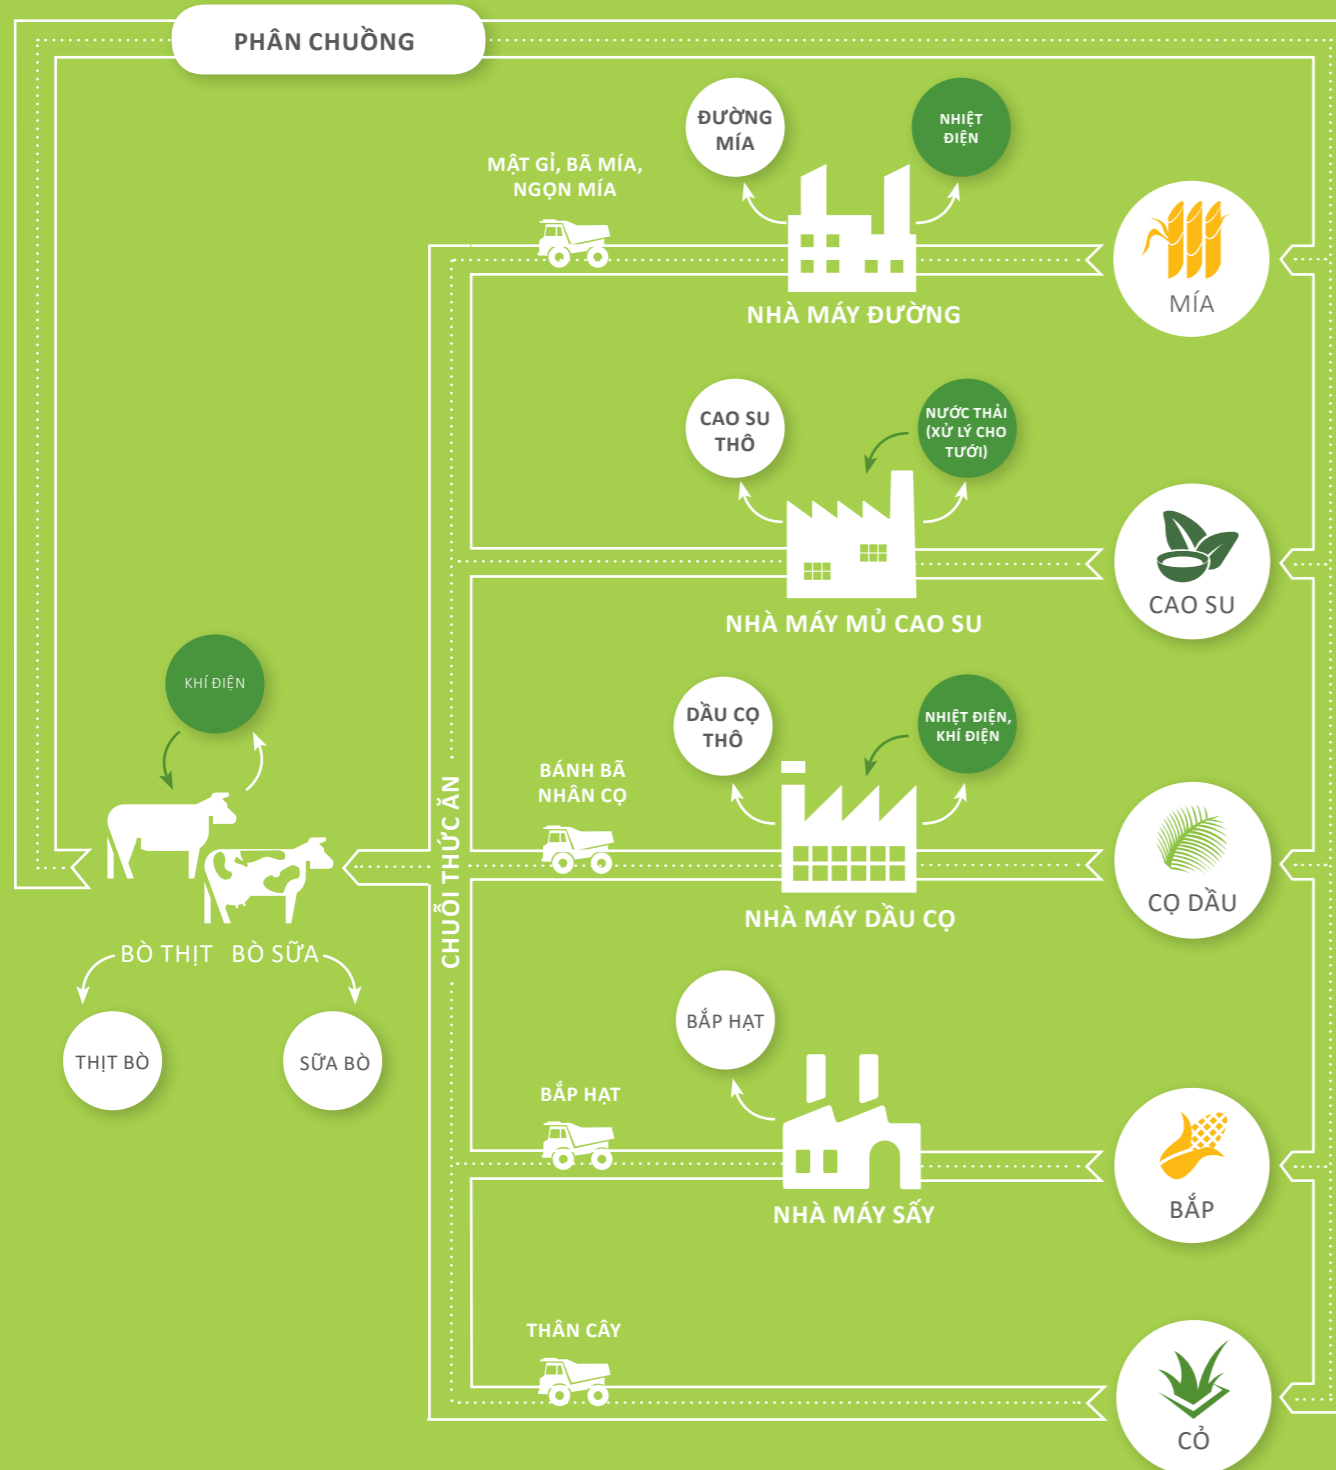 PHÂN CHUỒNG
ĐƯỜNG
MÍA
NHIỆT
ĐIỆN
MẬT GỈ, BÃ MÍA,
NGỌN MÍA
NHÀ MÁY ĐƯỜNG
MÍA
CAO SU
THÔ
NƯỚC THẢI
(XỬ LÝ CHO
TƯỚI)
NHÀ MÁY MỦ CAO SU
CAO SU
KHÍ ĐIỆN
DẦU CỌ
THÔ
NHIỆT ĐIỆN,
KHÍ ĐIỆN
BÁNH BÃ
NHÂN CỌ
NHÀ MÁY DẦU CỌ
CỌ DẦU
CHUỖI THỨC ĂN
BÒ THỊT BÒ SỮA
THỊT BÒ
SỮA BÒ
BẮP HẠT
BẮP HẠT
NHÀ MÁY SẤY
BẮP
THÂN CÂY
CỎ